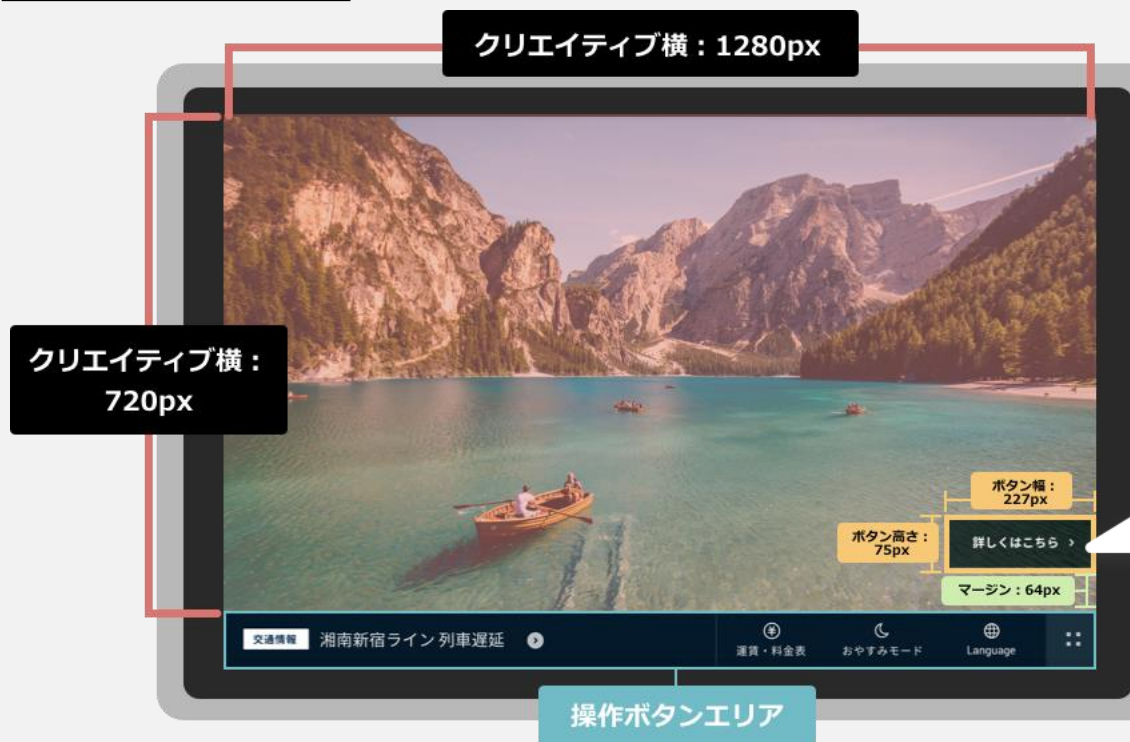 クリエイティブ横：1280px
クリエイティブ横：
720px
ボタン幅：
227px
ボタン高さ：
75px
詳しくはこちら ›
マージン：64px
交通情報 湘南新宿ライン 列車遅延
運賃・料金表 おやすみモード Language
操作ボタンエリア